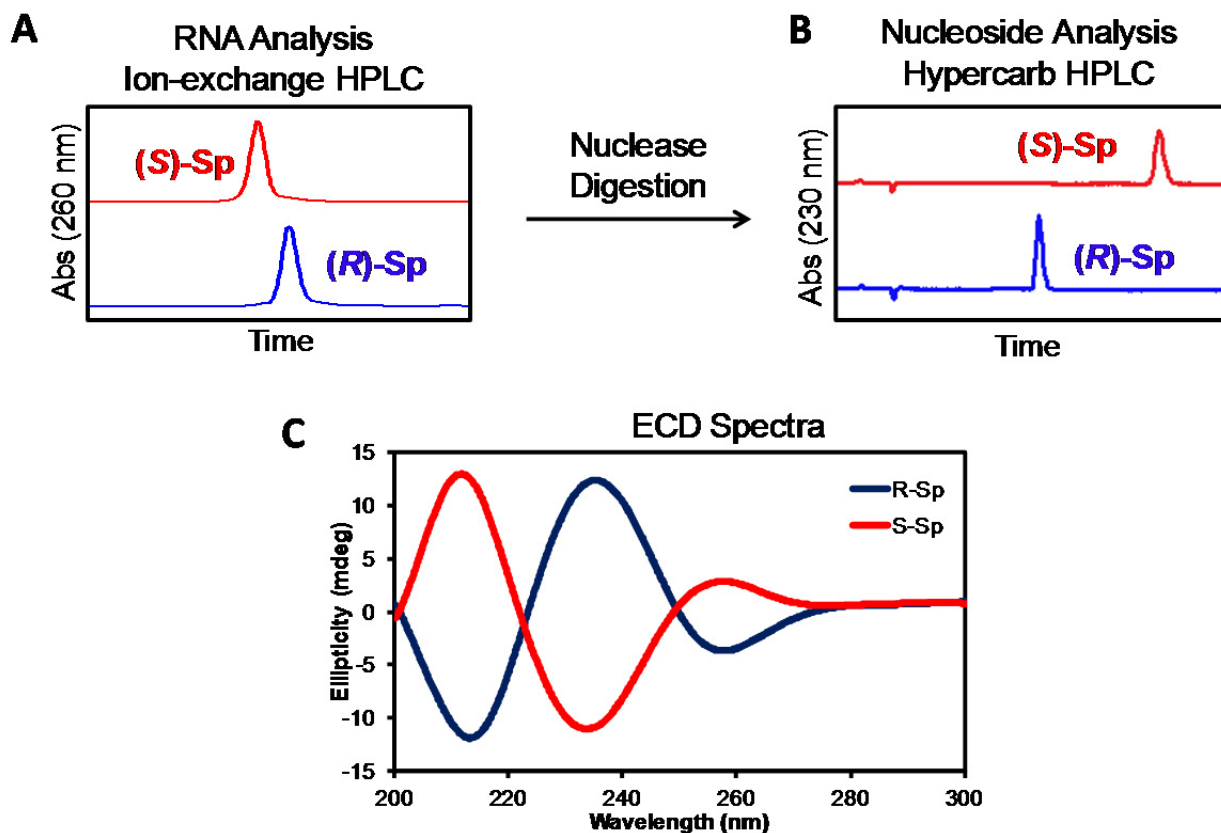 A
RNA Analysis
Ion-exchange HPLC
Abs (260 nm)
(S)-Sp
(R)-Sp
Time
Nuclease
Digestion
B
Nucleoside Analysis
Hypercarb HPLC
Abs (230 nm)
(S)-Sp
(R)-Sp
Time
C
ECD Spectra
Ellipticity (mdeg)
15
10
5
0
-5
-10
-15
R-Sp
S-Sp
200 220 240 260 280 300
Wavelength (nm)